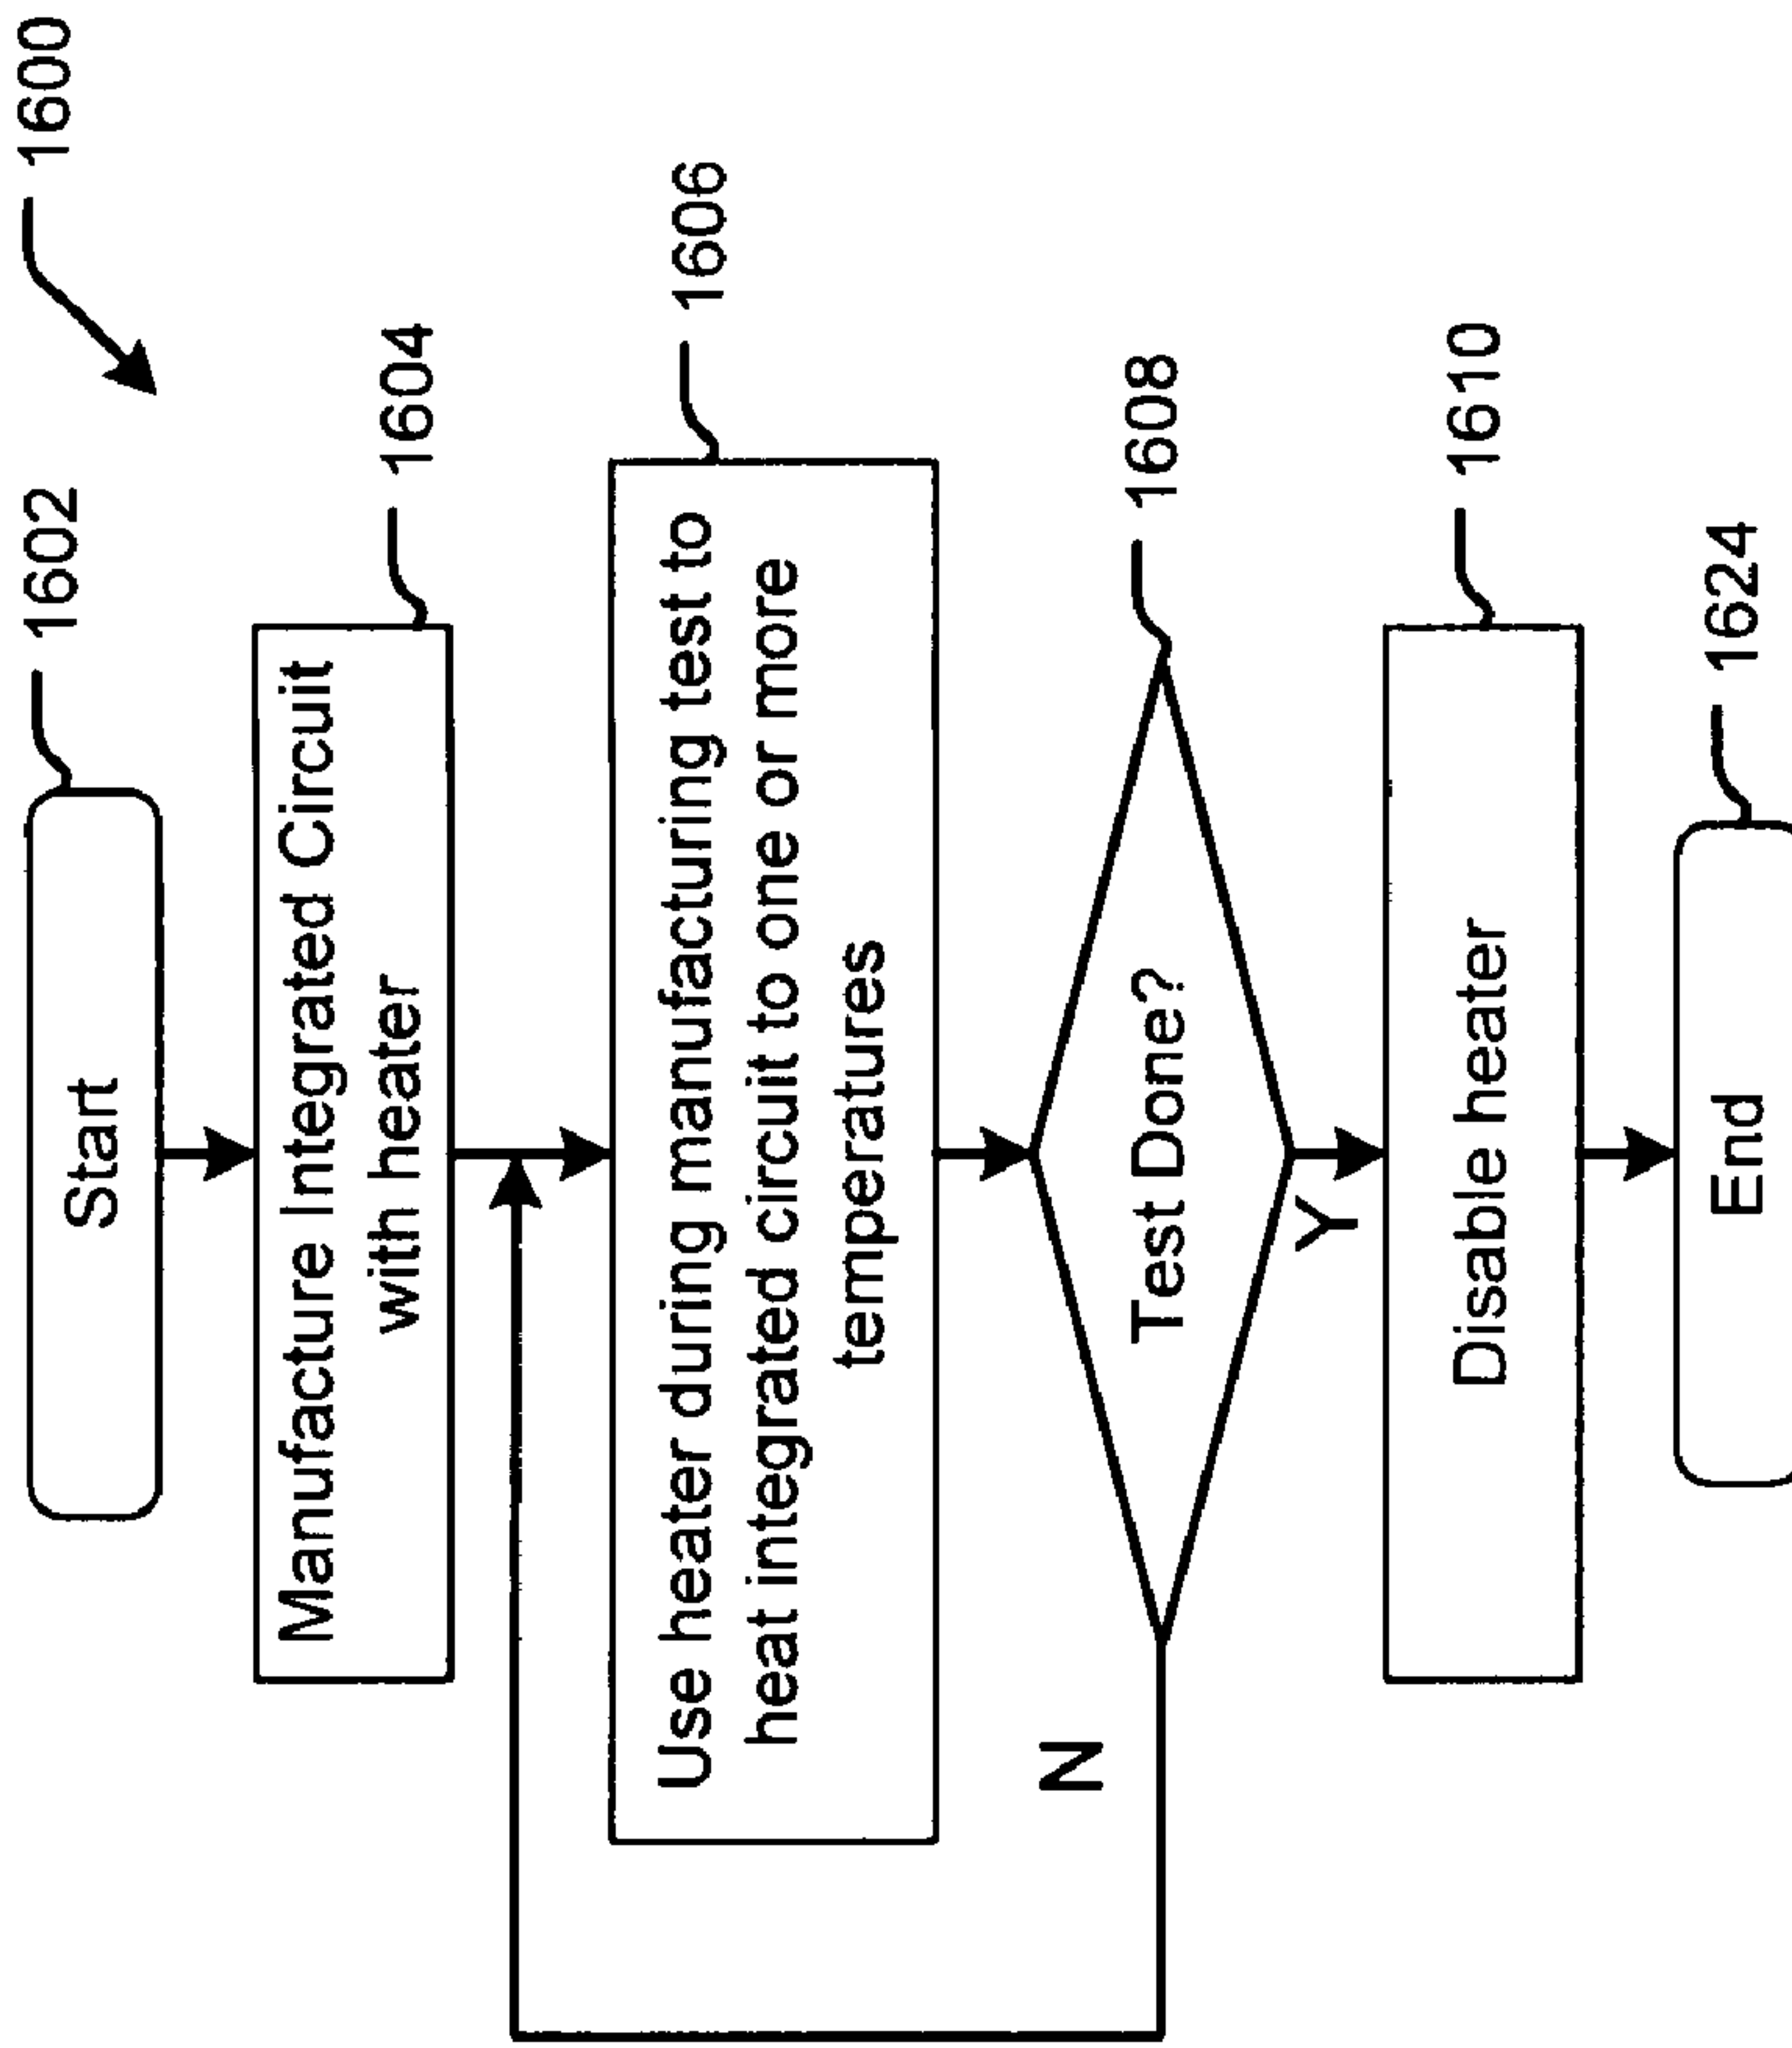 1600
Start
1602
Manufacture Integrated Circuit
with heater
1604
Use heater during manufacturing test to
heat integrated circuit to one or more
temperatures
1606
N
Test Done?
1608
Y
Disable heater
1610
End
1624